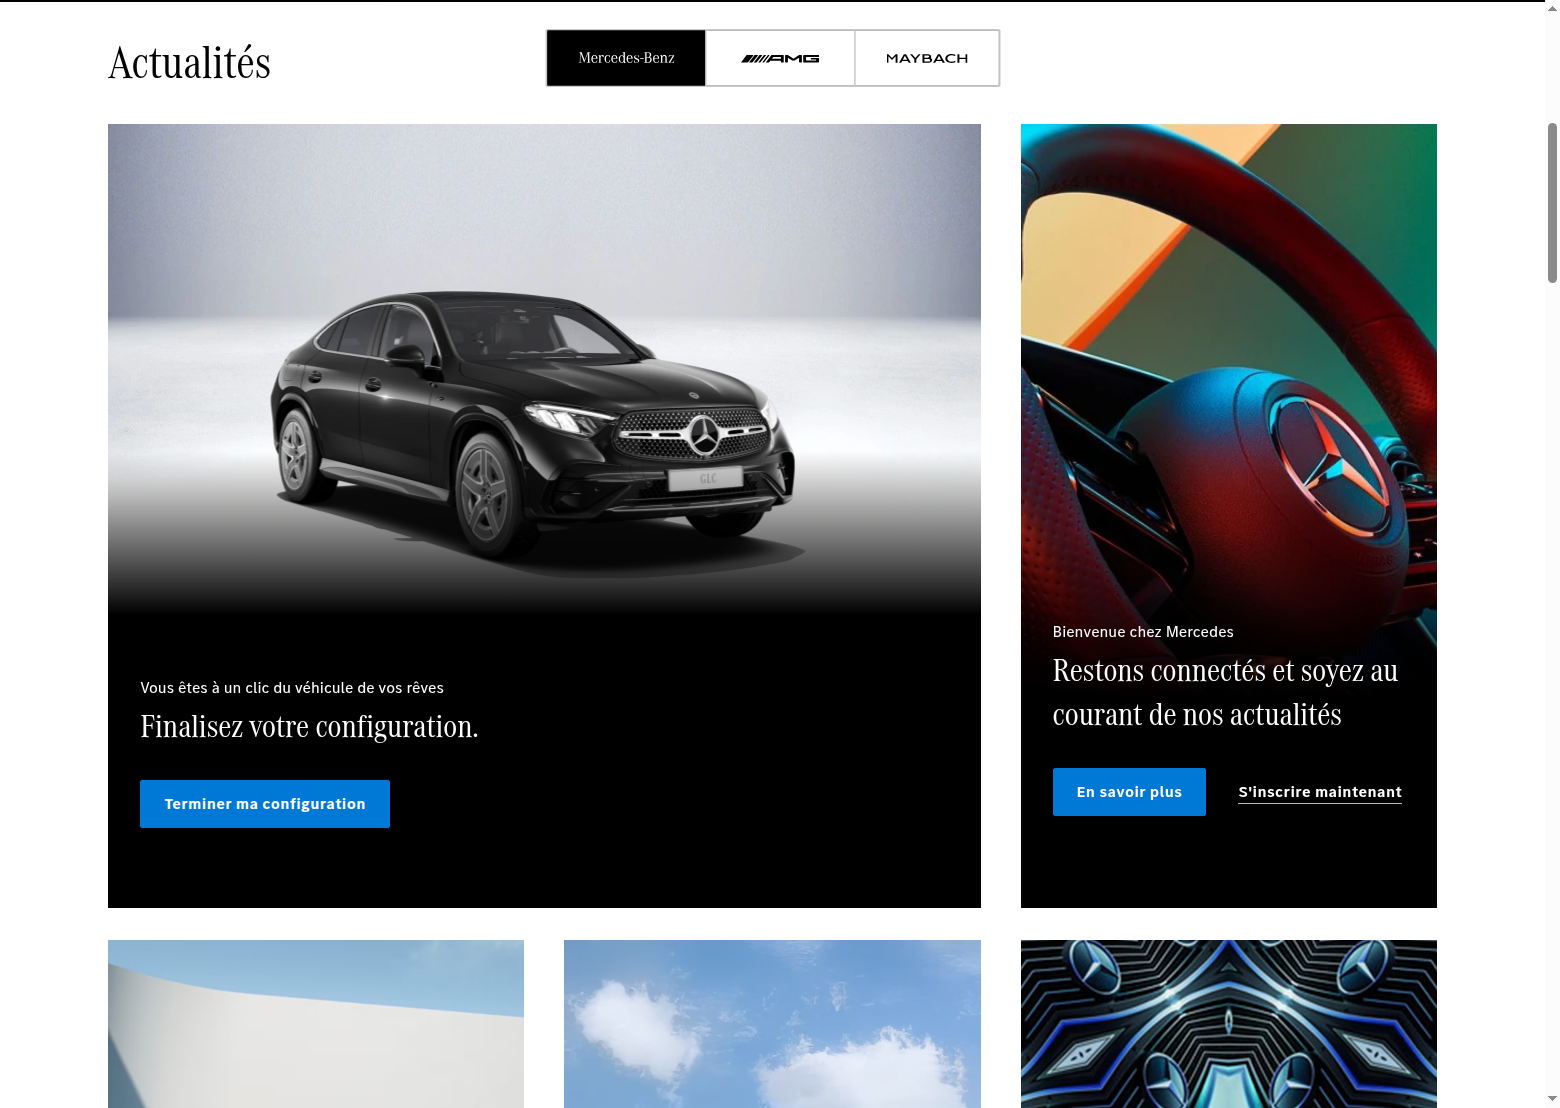 Actualités
Mercedes-Benz
AMG
MAYBACH
GLC
Vous êtes à un clic du véhicule de vos rêves
Finalisez votre configuration.
Terminer ma configuration
Bienvenue chez Mercedes
Restons connectés et soyez au
courant de nos actualités
En savoir plus
S'inscrire maintenant